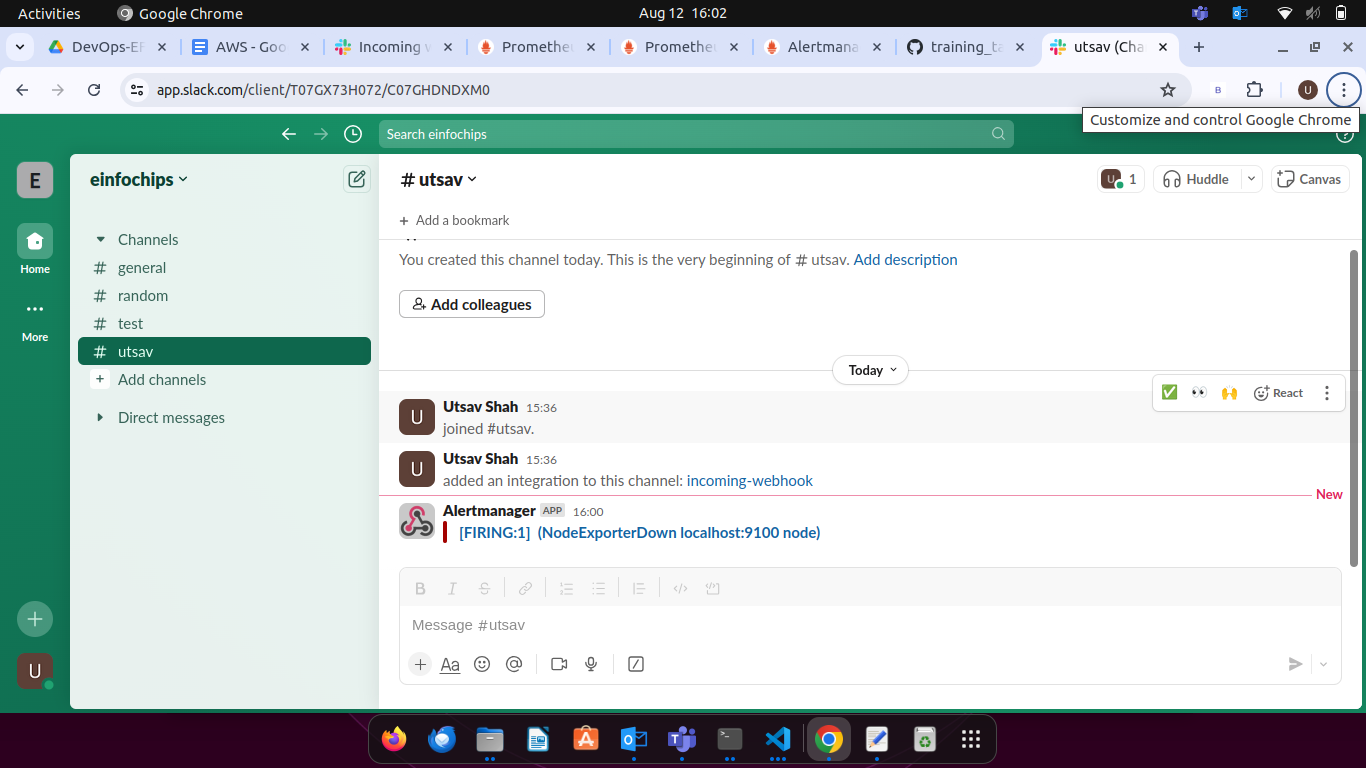 Activities
Google Chrome
Aug 12 16:02
DevOps-EF
AWS - Goo
Incoming w
Prometheu
Prometheu
Alertmana
training_ta
utsav (Cha
app.slack.com/client/T07GX73H072/C07GHDNDXM0
B
U
Customize and control Google Chrome
Search einfochips
E
Home
More
U
einfochips
Channels
# general
# random
# test
# utsav
+ Add channels
Direct messages
# utsav
U 1
Huddle
Canvas
+ Add a bookmark
You created this channel today. This is the very beginning of # utsav. Add description
Add colleagues
Today
React
U
Utsav Shah 15:36
joined #utsav.
U
Utsav Shah 15:36
added an integration to this channel: incoming-webhook
New
Alertmanager APP 16:00
[FIRING:1] (NodeExporterDown localhost:9100 node)
B I S
Message #utsav
+ Aa @